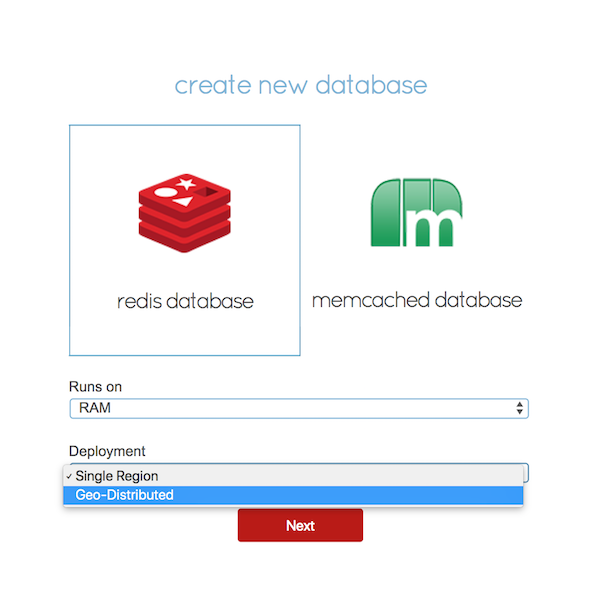 create new database
m
redis database
memcached database
Runs on
RAM
Deployment
✓ Single Region
Geo-Distributed
Next